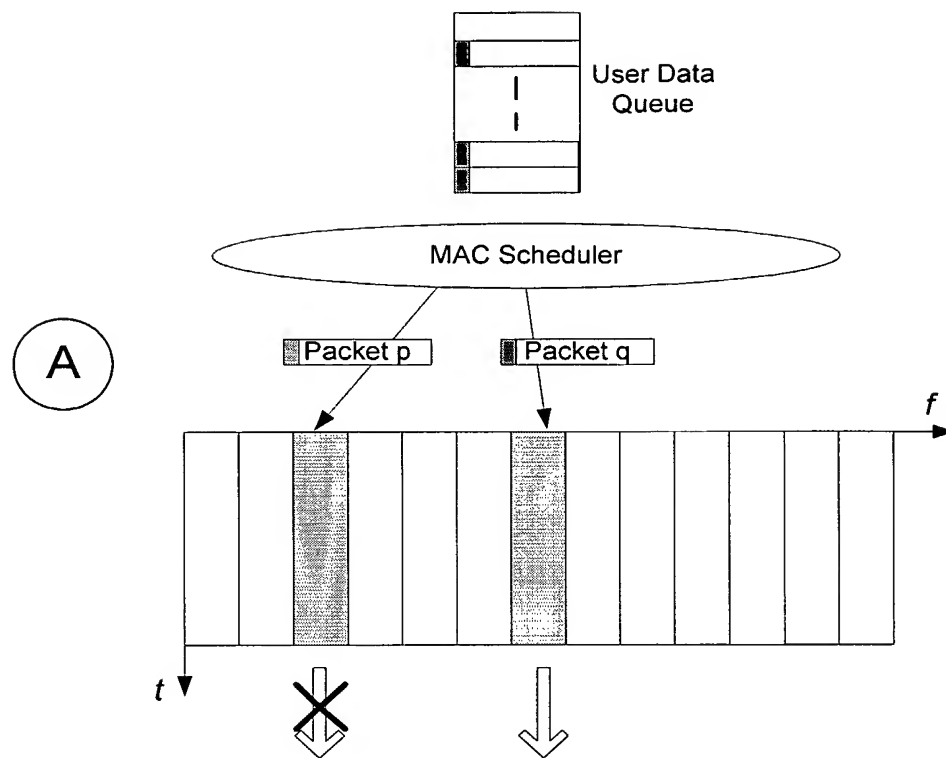 User Data
Queue
MAC Scheduler
Packet p
Packet q
A
f
t